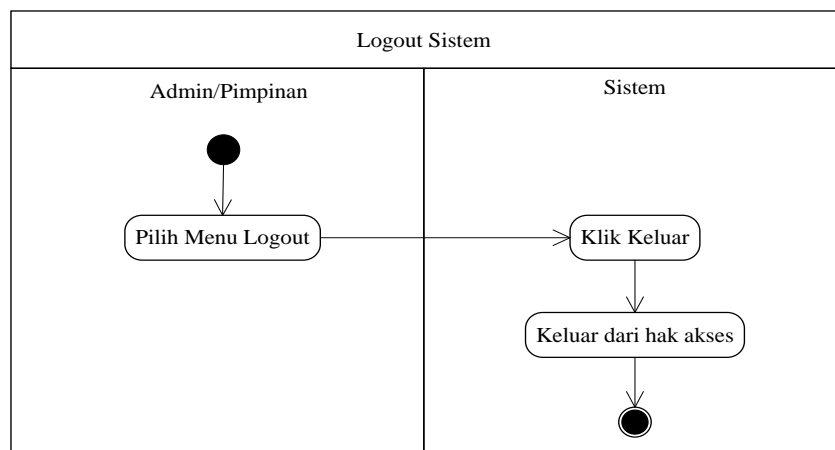 Logout Sistem
Admin/Pimpinan
Sistem
Pilih Menu Logout
Klik Keluar
Keluar dari hak akses